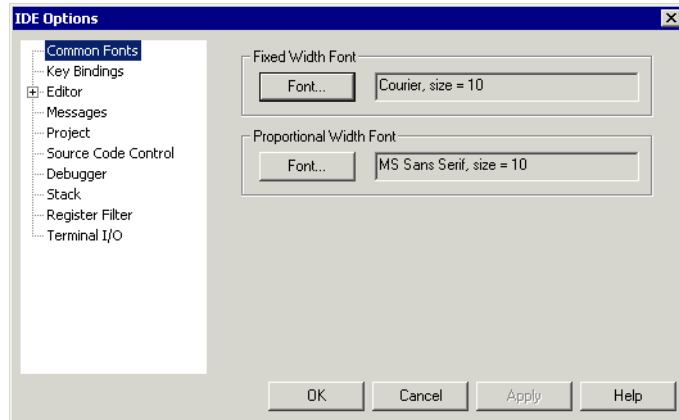 IDE Options
Common Fonts
Key Bindings
Editor
Messages
Project
Source Code Control
Debugger
Stack
Register Filter
Terminal I/O
Fixed Width Font
Font...
Courier, size = 10
Proportional Width Font
Font...
MS Sans Serif, size = 10
OK
Cancel
Apply
Help